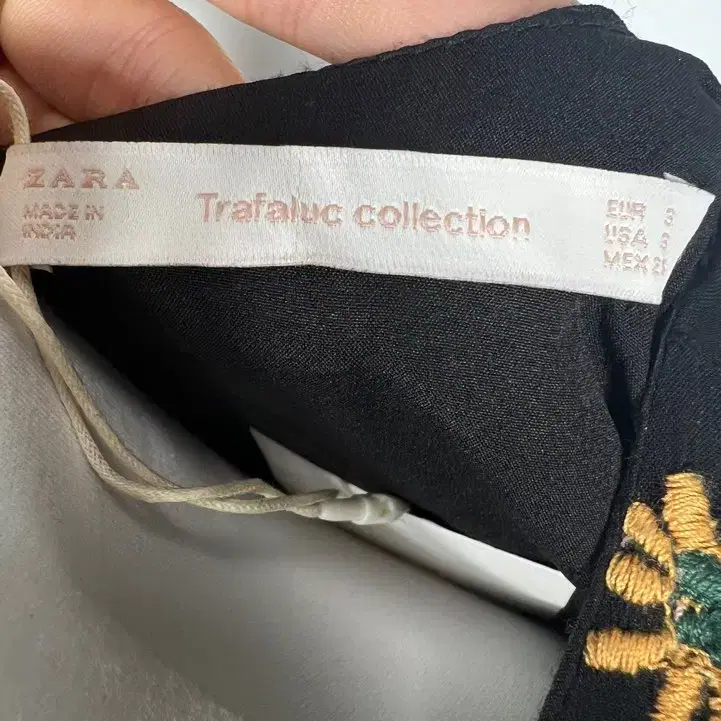 ZARA
MADE IN
INDIA
Trafaluc collection
EUR S
USA S
MEX